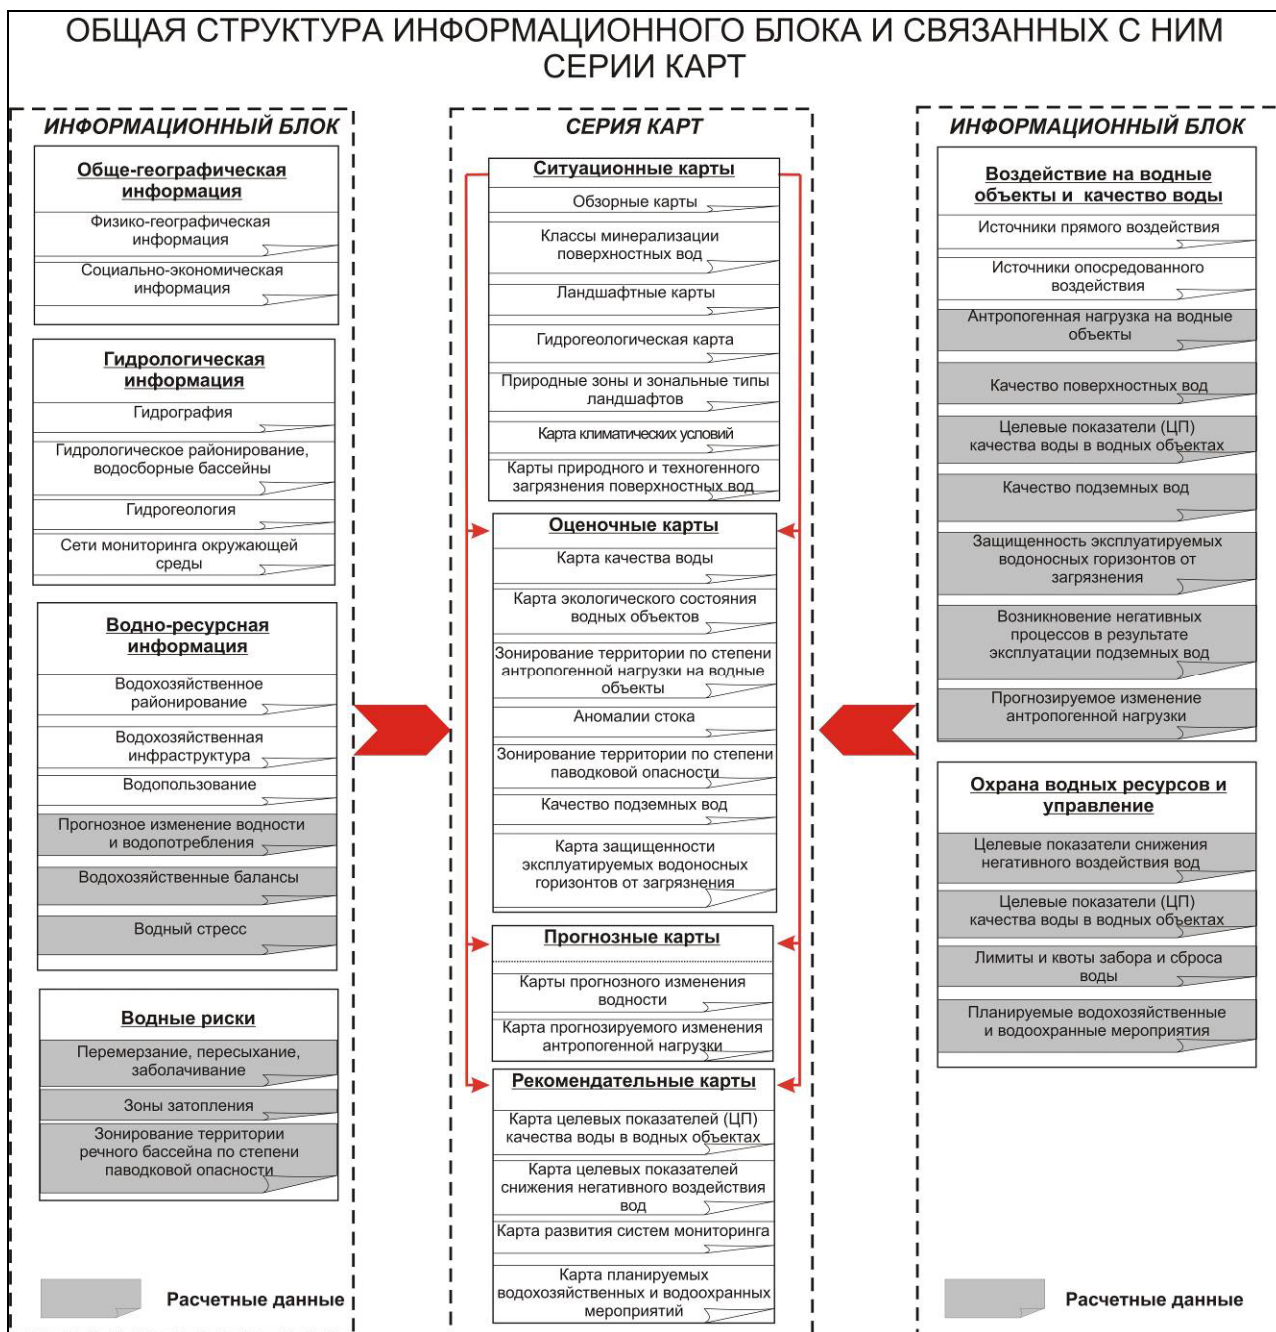 ОБЩАЯ СТРУКТУРА ИНФОРМАЦИОННОГО БЛОКА И СВЯЗАННЫХ С НИМ
СЕРИИ КАРТ
ИНФОРМАЦИОННЫЙ БЛОК
Обще-географическая
информация
Физико-географическая
информация
Социально-экономическая
информация
Гидрологическая
информация
Гидрография
Гидрологическое районирование,
водосборные бассейны
Гидрогеология
Сети мониторинга окружающей
среды
Водно-ресурсная
информация
Водохозяйственное
районирование
Водохозяйственная
инфраструктура
Водопользование
Прогнозное изменение водности
и водопотребления
Водохозяйственные балансы
Водный стресс
Водные риски
Перемерзание, пересыхание,
заболачивание
Зоны затопления
Зонирование территории
речного бассейна по степени
паводковой опасности
Расчетные данные
СЕРИЯ КАРТ
Ситуационные карты
Обзорные карты
Классы минерализации
поверхностных вод
Ландшафтные карты
Гидрогеологическая карта
Природные зоны и зональные типы
ландшафтов
Карта климатических условий
Карты природного и техногенного
загрязнения поверхностных вод
Оценочные карты
Карта качества воды
Карта экологического состояния
водных объектов
Зонирование территории по степени
антропогенной нагрузки на водные
объекты
Аномалии стока
Зонирование территории по степени
паводковой опасности
Качество подземных вод
Карта защищенности
эксплуатируемых водоносных
горизонтов от загрязнения
Прогнозные карты
Карты прогнозного изменения
водности
Карта прогнозируемого изменения
антропогенной нагрузки
Рекомендательные карты
Карта целевых показателей (ЦП)
качества воды в водных объектах
Карта целевых показателей
снижения негативного воздействия
вод
Карта развития систем мониторинга
Карта планируемых
водохозяйственных и водоохранных
мероприятий
ИНФОРМАЦИОННЫЙ БЛОК
Воздействие на водные
объекты и качество воды
Источники прямого воздействия
Источники опосредованного
воздействия
Антропогенная нагрузка на водные
объекты
Качество поверхностных вод
Целевые показатели (ЦП)
качества воды в водных объектах
Качество подземных вод
Защищенность эксплуатируемых
водоносных горизонтов от
загрязнения
Возникновение негативных
процессов в результате
эксплуатации подземных вод
Прогнозируемое изменение
антропогенной нагрузки
Охрана водных ресурсов и
управление
Целевые показатели снижения
негативного воздействия вод
Целевые показатели (ЦП)
качества воды в водных объектах
Лимиты и квоты забора и сброса
воды
Планируемые водохозяйственные
и водоохранные мероприятия
Расчетные данные